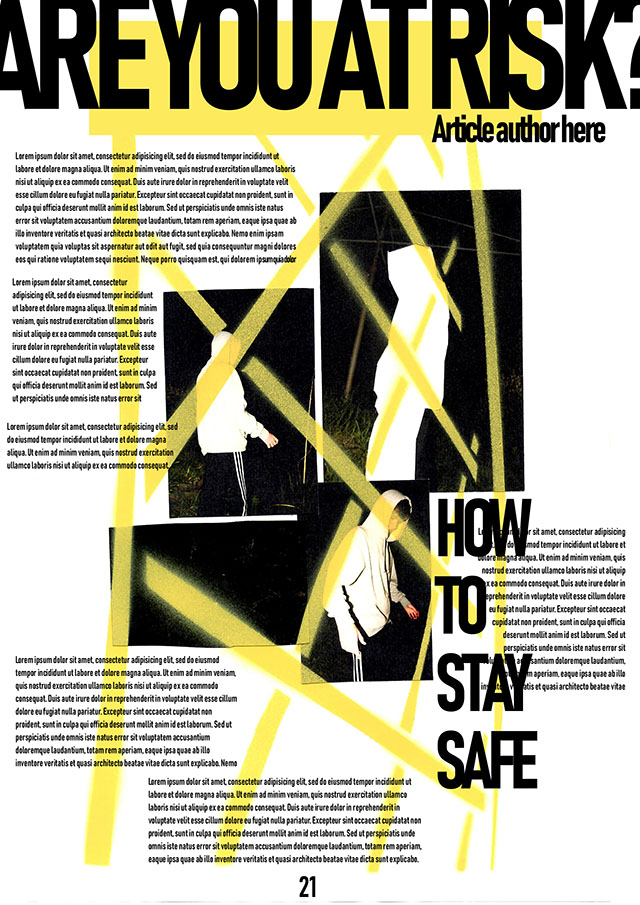 ARE YOU AT RISK?
Article author here
Lorem ipsum dolor sit amet, consectetur adipisicing elit, sed do eiusmod tempor incididunt ut
labore et dolore magna aliqua. Ut enim ad minim veniam, quis nostrud exercitation ullamco laboris
nisi ut aliquip ex ea commodo consequat. Duis aute irure dolor in reprehenderit in voluptate velit
esse cillum dolore eu fugiat nulla pariatur. Excepteur sint occaecat cupidatat non proident, sunt in
culpa qui officia deserunt mollit anim id est laborum. Sed ut perspiciatis unde omnis iste natus
error sit voluptatem accusantium doloremque laudantium, totam rem aperiam, eaque ipsa quae ab
illo inventore veritatis et quasi architecto beatae vitae dicta sunt explicabo. Nemo enim ipsam
voluptatem quia voluptas sit aspernatur aut odit aut fugit, sed quia consequuntur magni dolores
eos qui ratione voluptatem sequi nesciunt. Neque porro quisquam est, qui dolorem ipsumquiadolor
Lorem ipsum dolor sit amet, consectetur
adipisicing elit, sed do eiusmod tempor incididunt
ut labore et dolore magna aliqua. Ut enim ad minim
veniam, quis nostrud exercitation ullamco laboris
nisi ut aliquip ex ea commodo consequat. Duis aute
irure dolor in reprehenderit in voluptate velit esse
cillum dolore eu fugiat nulla pariatur. Excepteur
sint occaecat cupidatat non proident, sunt in culpa
qui officia deserunt mollit anim id est laborum. Sed
ut perspiciatis unde omnis iste natus error sit
Lorem ipsum dolor sit amet, consectetur adipisicing elit, sed
do eiusmod tempor incididunt ut labore et dolore magna
aliqua. Ut enim ad minim veniam, quis nostrud exercitation
ullamco laboris nisi ut aliquip ex ea commodo consequat.
HOW
TO
STAY
SAFE
sit amet, consectetur adipisicing
tempor incididunt ut labore et
dolore magna aliqua. Ut enim ad minim veniam, quis
nostrud exercitation ullamco laboris nisi ut aliquip
ex ea commodo consequat. Duis aute irure dolor in
reprehenderit in voluptate velit esse cillum dolore
eu fugiat nulla pariatur. Excepteur sint occaecat
cupidatat non proident, sunt in culpa qui officia
deserunt mollit anim id est laborum. Sed ut
perspiciatis unde omnis iste natus error sit
accusantium doloremque laudantium,
aperiam, eaque ipsa quae ab illo
et quasi architecto beatae vitae
Lorem ipsum dolor sit amet, consectetur adipisicing elit, sed do eiusmod
tempor incididunt ut labore et dolore magna aliqua. Ut enim ad minim veniam,
quis nostrud exercitation ullamco laboris nisi ut aliquip ex ea commodo
consequat. Duis aute irure dolor in reprehenderit in voluptate velit esse
cillum dolore eu fugiat nulla pariatur. Excepteur sint occaecat cupidatat non
proident, sunt in culpa qui officia deserunt mollit anim id est laborum. Sed ut
perspiciatis unde omnis iste natus error sit voluptatem accusantium
doloremque laudantium, totam rem aperiam, eaque ipsa quae ab illo
inventore veritatis et quasi architecto beatae vitae dicta sunt explicabo. Nemo
Lorem ipsum dolor sit amet, consectetur adipisicing elit, sed do eiusmod tempor incididunt ut
labore et dolore magna aliqua. Ut enim ad minim veniam, quis nostrud exercitation ullamco
laboris nisi ut aliquip ex ea commodo consequat. Duis aute irure dolor in reprehenderit in
voluptate velit esse cillum dolore eu fugiat nulla pariatur. Excepteur sint occaecat cupidatat non
proident, sunt in culpa qui officia deserunt mollit anim id est laborum. Sed ut perspiciatis unde
omnis iste natus error sit voluptatem accusantium doloremque laudantium, totam rem aperiam,
eaque ipsa quae ab illo inventore veritatis et quasi architecto beatae vitae dicta sunt explicabo.
21